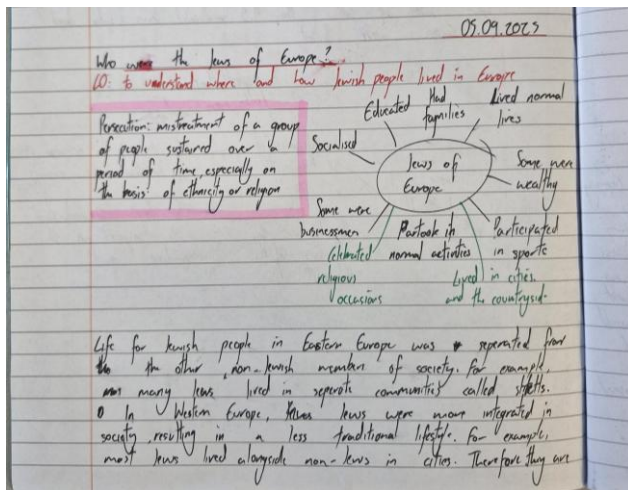 05.09.2025
Who were the Jews of Europe?
LO: to understand where and how Jewish people lived in Europe
Persecution: mistreatment of a group
of people sustained over a
period of time, especially on
the basis of ethnicity or religion
Socialised
Educated
Had
families
Lived normal
lives
Jews of
Europe
Some were
wealthy
Some were
businessmen
Partook in
normal activities
Participated
in sports
Celebrated
religious
occasions
Lived in cities.
and the countryside
Life for Jewish people in Eastern Europe was seperated from
the other, non-Jewish members of society. For example,
many Jews lived in seperate communities called
In Western Europe, Jews were more integrated in
society, resulting in a less traditional lifestyle. For example,
most Jews lived alongside non-Jews in cities. Therefore they are